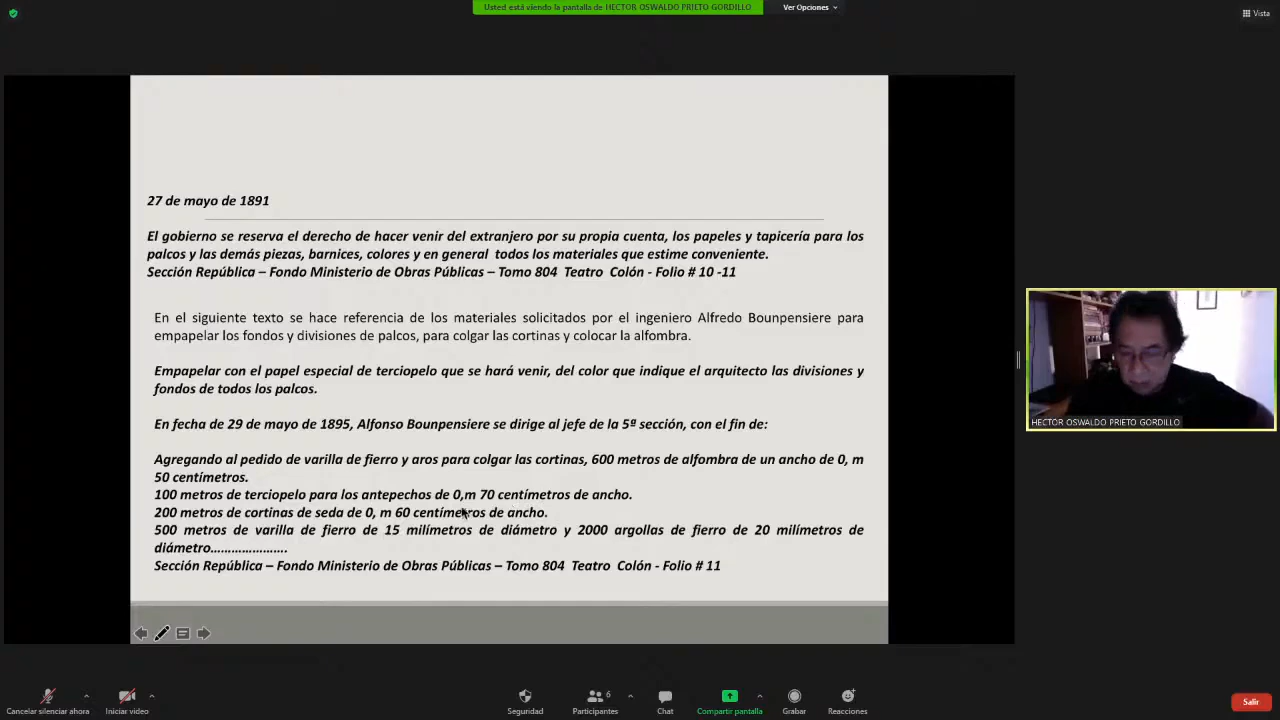 Usted está viendo la pantalla de HECTOR OSWALDO PRIETO GORDILLO
Ver Opciones
Vista
27 de mayo de 1891
El gobierno se reserva el derecho de hacer venir del extranjero por su propia cuenta, los papeles y tapicería para los
palcos y las demás piezas, barnices, colores y en general todos los materiales que estime conveniente.
Sección República – Fondo Ministerio de Obras Públicas – Tomo 804 Teatro Colón - Folio # 10 -11
En el siguiente texto se hace referencia de los materiales solicitados por el ingeniero Alfredo Bounpensiere para
empapelar los fondos y divisiones de palcos, para colgar las cortinas y colocar la alfombra.
Empapelar con el papel especial de terciopelo que se hará venir, del color que indique el arquitecto las divisiones y
fondos de todos los palcos.
En fecha de 29 de mayo de 1895, Alfonso Bounpensiere se dirige al jefe de la 5ª sección, con el fin de:
Agregando al pedido de varilla de fierro y aros para colgar las cortinas, 600 metros de alfombra de un ancho de 0, m
50 centímetros.
100 metros de terciopelo para los antepechos de 0,m 70 centímetros de ancho.
200 metros de cortinas de seda de 0, m 60 centímetros de ancho.
500 metros de varilla de fierro de 15 milímetros de diámetro y 2000 argollas de fierro de 20 milímetros de
diámetro.....................
Sección República – Fondo Ministerio de Obras Públicas – Tomo 804 Teatro Colón - Folio # 11
HECTOR OSWALDO PRIETO GORDILLO
Cancelar silenciar ahora
Iniciar video
Seguridad
6
Participantes
Chat
Compartir pantalla
Grabar
Reacciones
Salir